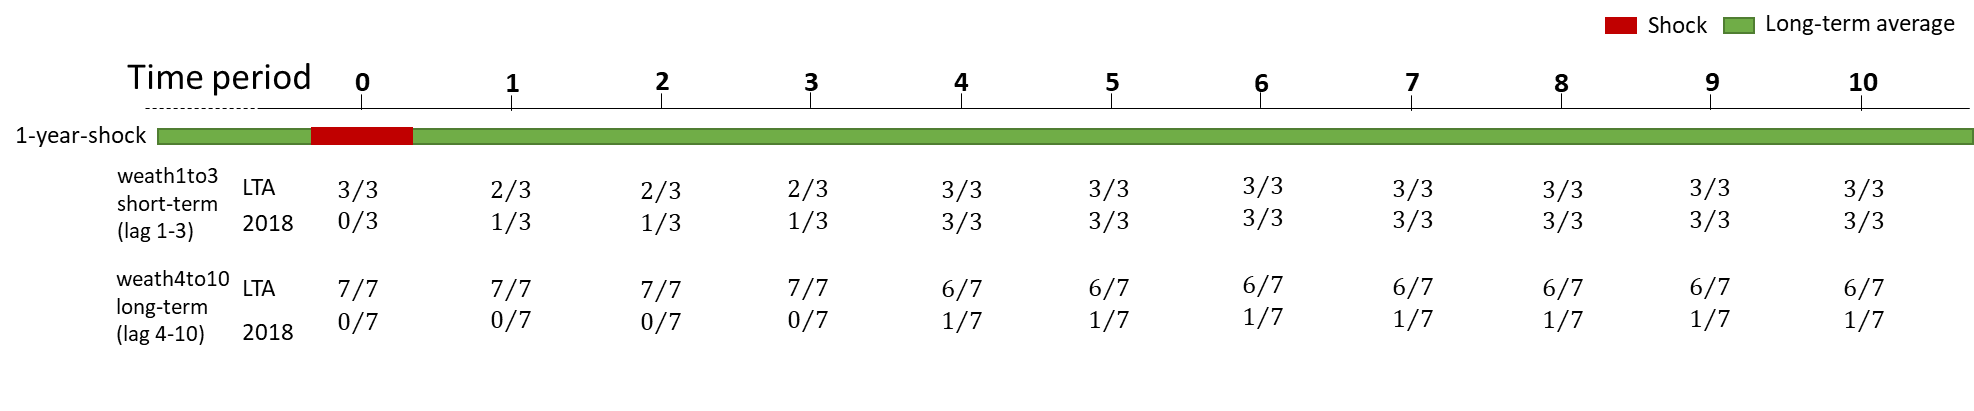 Shock Long-term average
Time period 0 1 2 3 4 5 6 7 8 9 10
1-year-shock
weath1to3
short-term
(lag 1-3)
LTA 3/3 2/3 2/3 2/3 3/3 3/3 3/3 3/3 3/3 3/3 3/3
2018 0/3 1/3 1/3 1/3 3/3 3/3 3/3 3/3 3/3 3/3 3/3
weath4to10
long-term
(lag 4-10)
LTA 7/7 7/7 7/7 7/7 6/7 6/7 6/7 6/7 6/7 6/7 6/7
2018 0/7 0/7 0/7 0/7 1/7 1/7 1/7 1/7 1/7 1/7 1/7